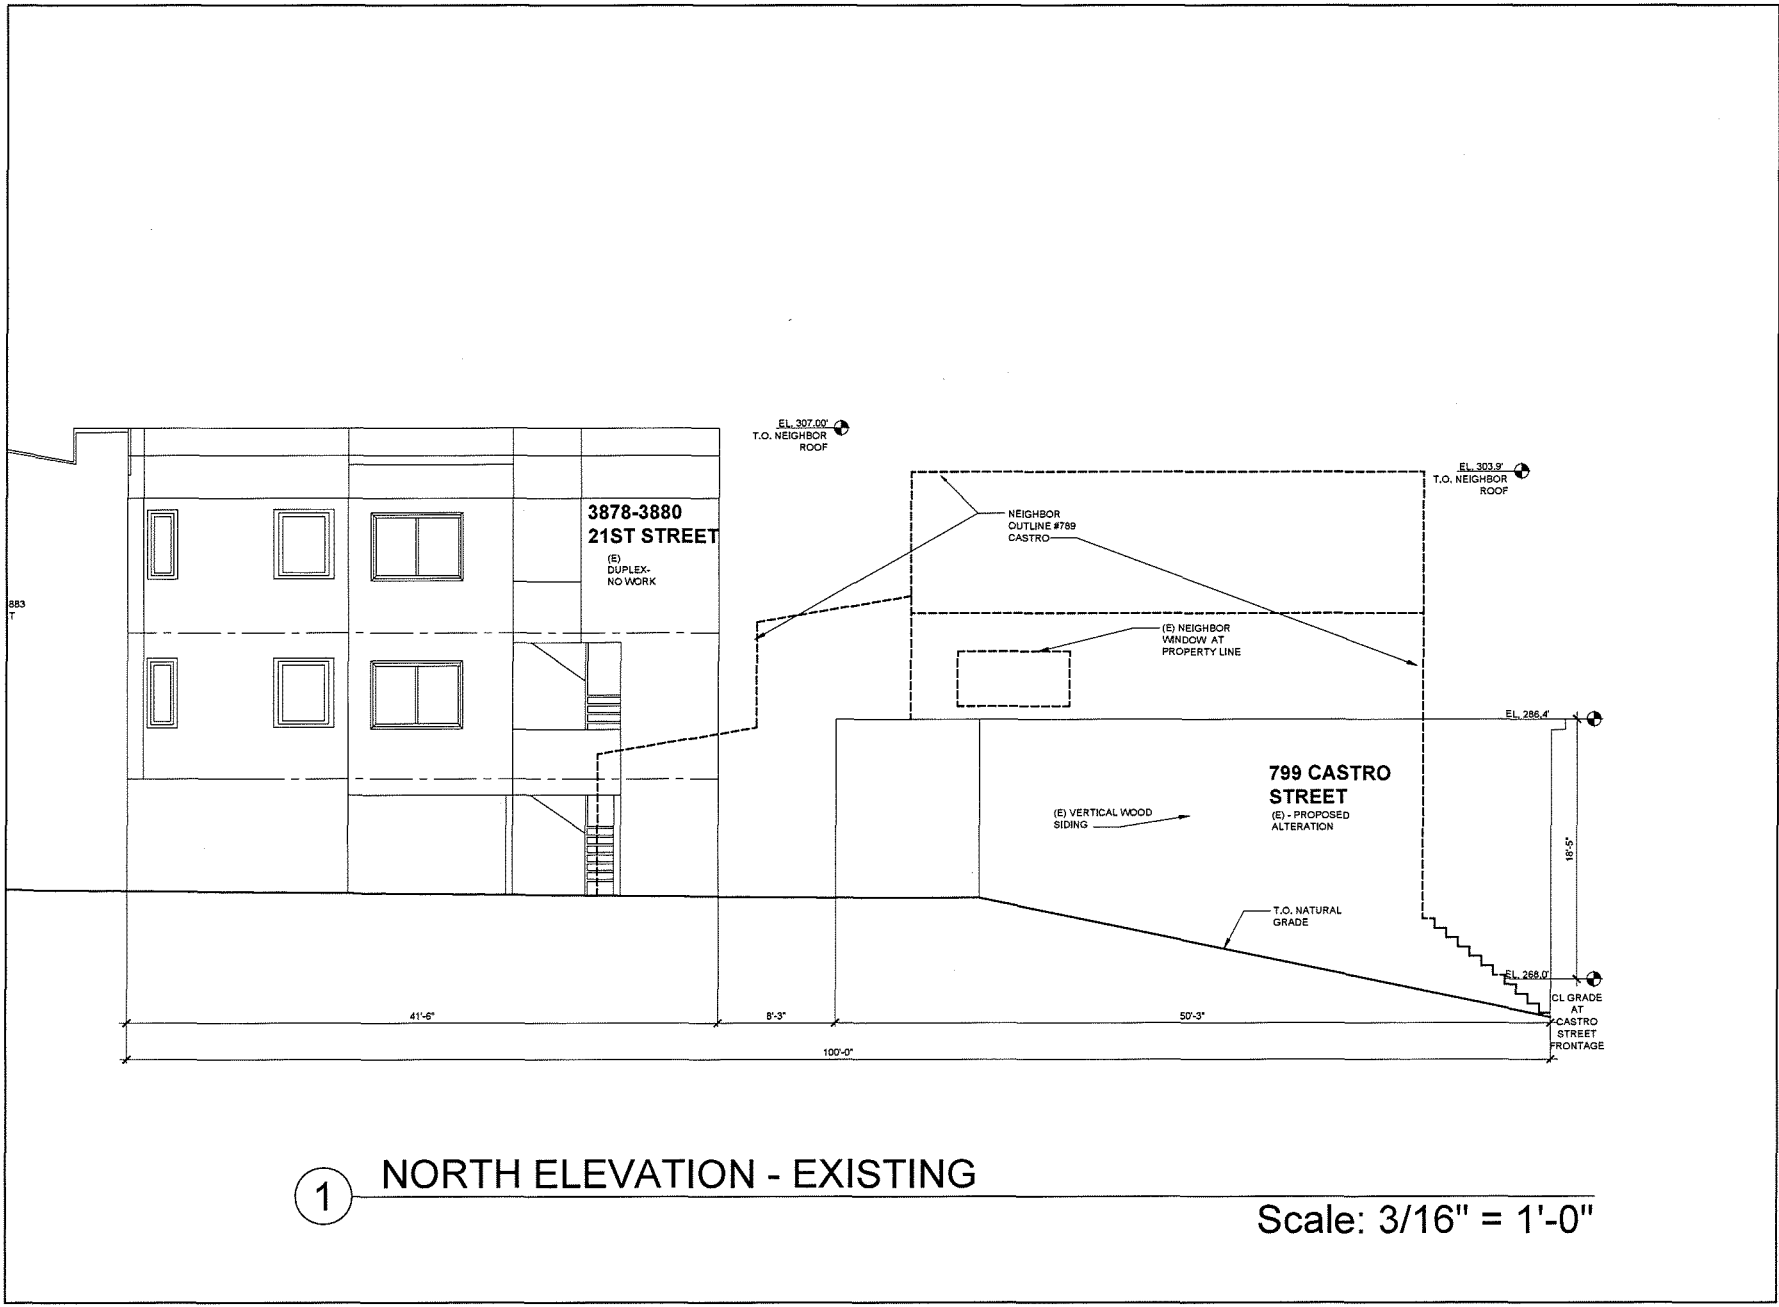 EL. 307.00'
T.O. NEIGHBOR
ROOF
EL. 303.9'
T.O. NEIGHBOR
ROOF
3878-3880
21ST STREET
(E)
DUPLEX-
NO WORK
NEIGHBOR
OUTLINE #789
CASTRO
883
T
(E) NEIGHBOR
WINDOW AT
PROPERTY LINE
EL. 286.4'
799 CASTRO
STREET
(E) - PROPOSED
ALTERATION
(E) VERTICAL WOOD
SIDING
18'-5"
T.O. NATURAL
GRADE
EL. 268.0'
CL GRADE
AT
CASTRO
STREET
FRONTAGE
41'-6"
8'-3"
50'-3"
100'-0"
1
NORTH ELEVATION - EXISTING
Scale: 3/16" = 1'-0"